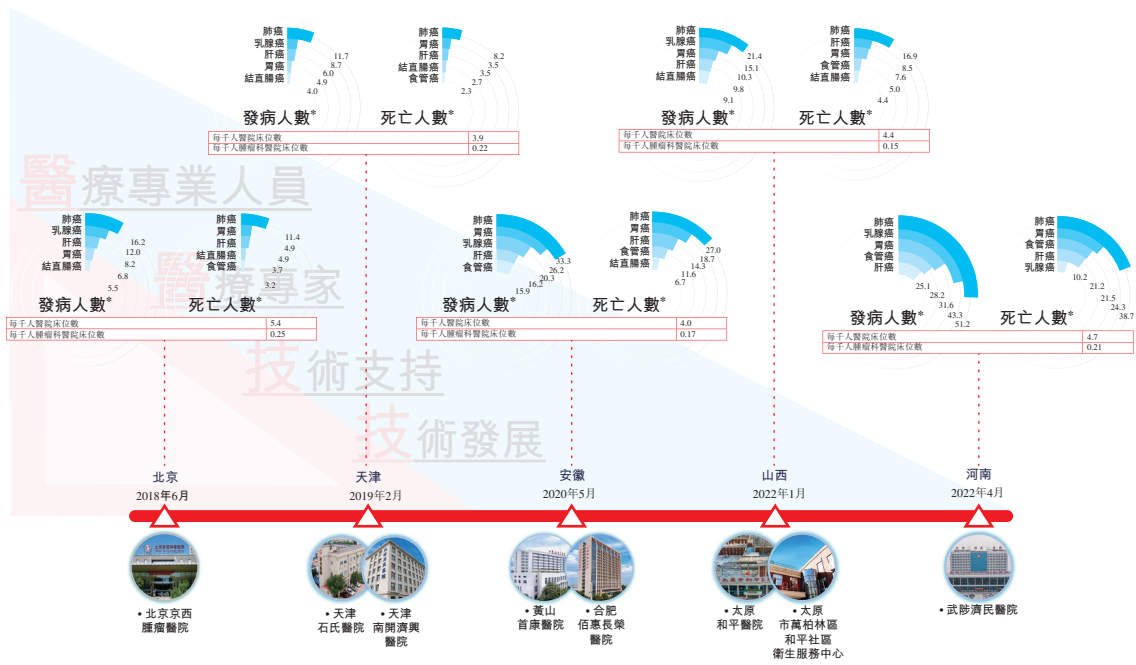 肺癌
乳腺癌
肝癌
胃癌
結直腸癌
11.7
8.7
6.0
4.9
4.0
發病人數*
肺癌
胃癌
肝癌
結直腸癌
食管癌
8.2
3.5
3.5
2.7
2.3
死亡人數*
每千人醫院床位數 3.9
每千人腫瘤科醫院床位數 0.22
肺癌
乳腺癌
胃癌
肝癌
結直腸癌
21.4
15.1
10.3
9.8
9.1
發病人數*
肺癌
肝癌
胃癌
食管癌
結直腸癌
16.9
8.5
7.6
5.0
4.4
死亡人數*
每千人醫院床位數 4.4
每千人腫瘤科醫院床位數 0.15
醫療專業人員
醫療專家
技術支持
技術發展
肺癌
乳腺癌
肝癌
胃癌
結直腸癌
16.2
12.0
8.2
6.8
5.5
發病人數*
肺癌
胃癌
肝癌
結直腸癌
食管癌
11.4
4.9
4.9
3.7
3.2
死亡人數*
每千人醫院床位數 5.4
每千人腫瘤科醫院床位數 0.25
肺癌
胃癌
乳腺癌
肝癌
食管癌
33.3
26.2
20.3
16.2
15.9
發病人數*
肺癌
胃癌
肝癌
食管癌
結直腸癌
27.0
18.7
14.3
11.6
6.7
死亡人數*
每千人醫院床位數 4.0
每千人腫瘤科醫院床位數 0.17
肺癌
乳腺癌
胃癌
食管癌
肝癌
25.1
28.2
31.6
43.3
51.2
發病人數*
肺癌
胃癌
食管癌
肝癌
乳腺癌
10.2
21.2
21.5
24.3
38.7
死亡人數*
每千人醫院床位數 4.7
每千人腫瘤科醫院床位數 0.21
北京
2018年6月
天津
2019年2月
安徽
2020年5月
山西
2022年1月
河南
2022年4月
• 北京京西
腫瘤醫院
• 天津
石氏醫院
• 天津
南開濟興
醫院
• 黃山
首康醫院
• 合肥
佰惠長榮
醫院
• 太原
和平醫院
• 太原
市萬柏林區
和平社區
衛生服務中心
• 武陟濟民醫院